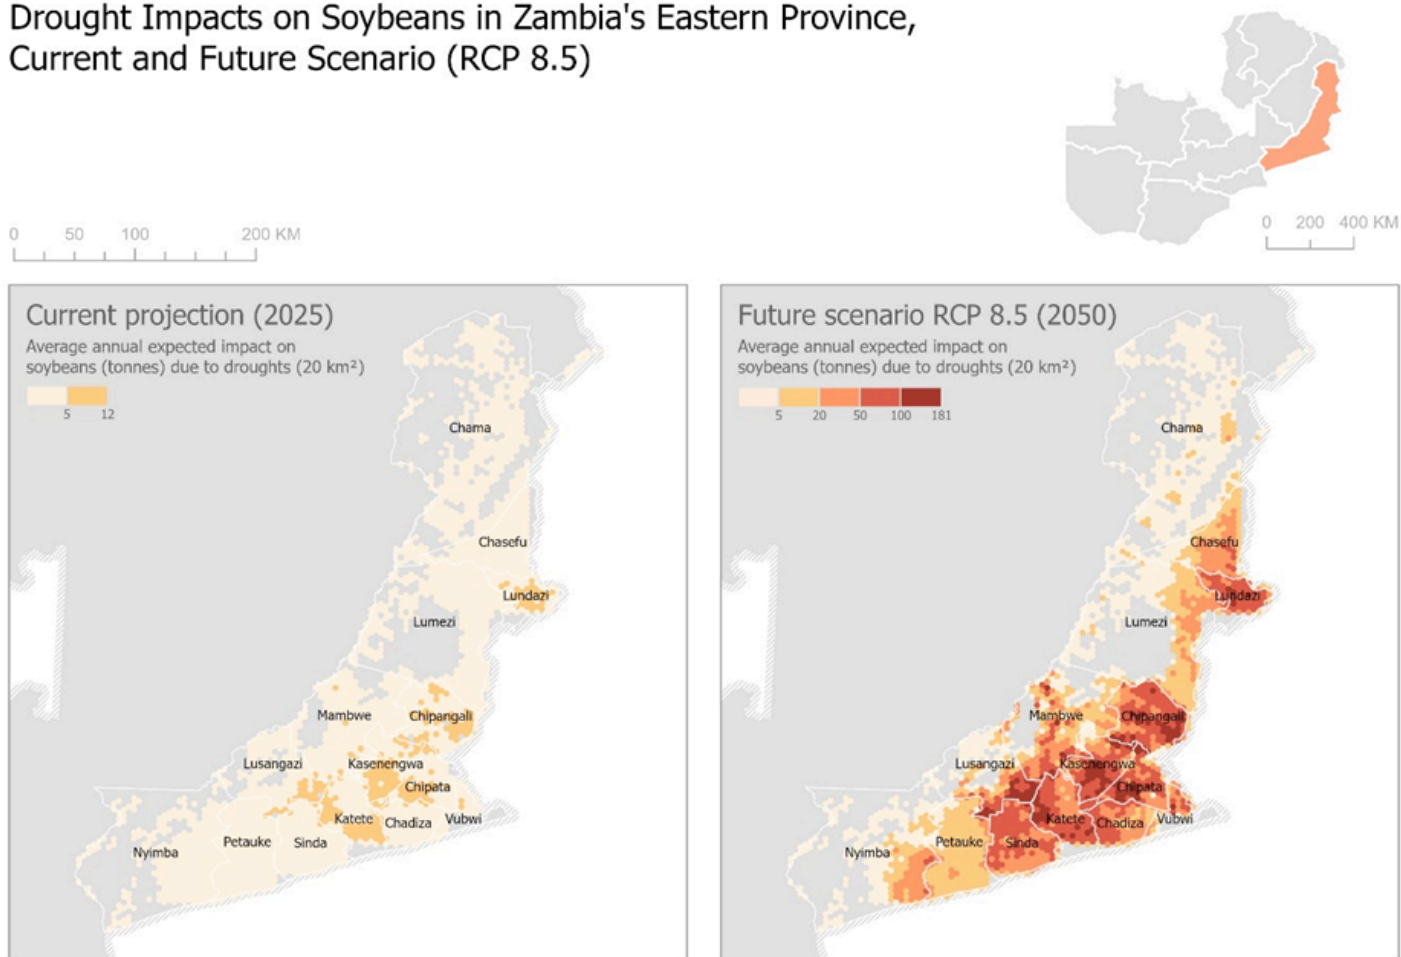 Drought Impacts on Soybeans in Zambia's Eastern Province,
Current and Future Scenario (RCP 8.5)
0 50 100 200 KM
0 200 400 KM
Current projection (2025)
Average annual expected impact on
soybeans (tonnes) due to droughts (20 km²)
5 12
Chama
Chasefu
Lundazi
Lumezi
Mambwe
Chipangali
Lusangazi
Kasenengwa
Chipata
Katete
Chadiza
Vubwi
Petauke
Sinda
Nyimba
Future scenario RCP 8.5 (2050)
Average annual expected impact on
soybeans (tonnes) due to droughts (20 km²)
5 20 50 100 181
Chama
Chasefu
Lundazi
Lumezi
Mambwe
Chipangali
Lusangazi
Kasenengwa
Chipata
Katete
Chadiza
Vubwi
Petauke
Sinda
Nyimba